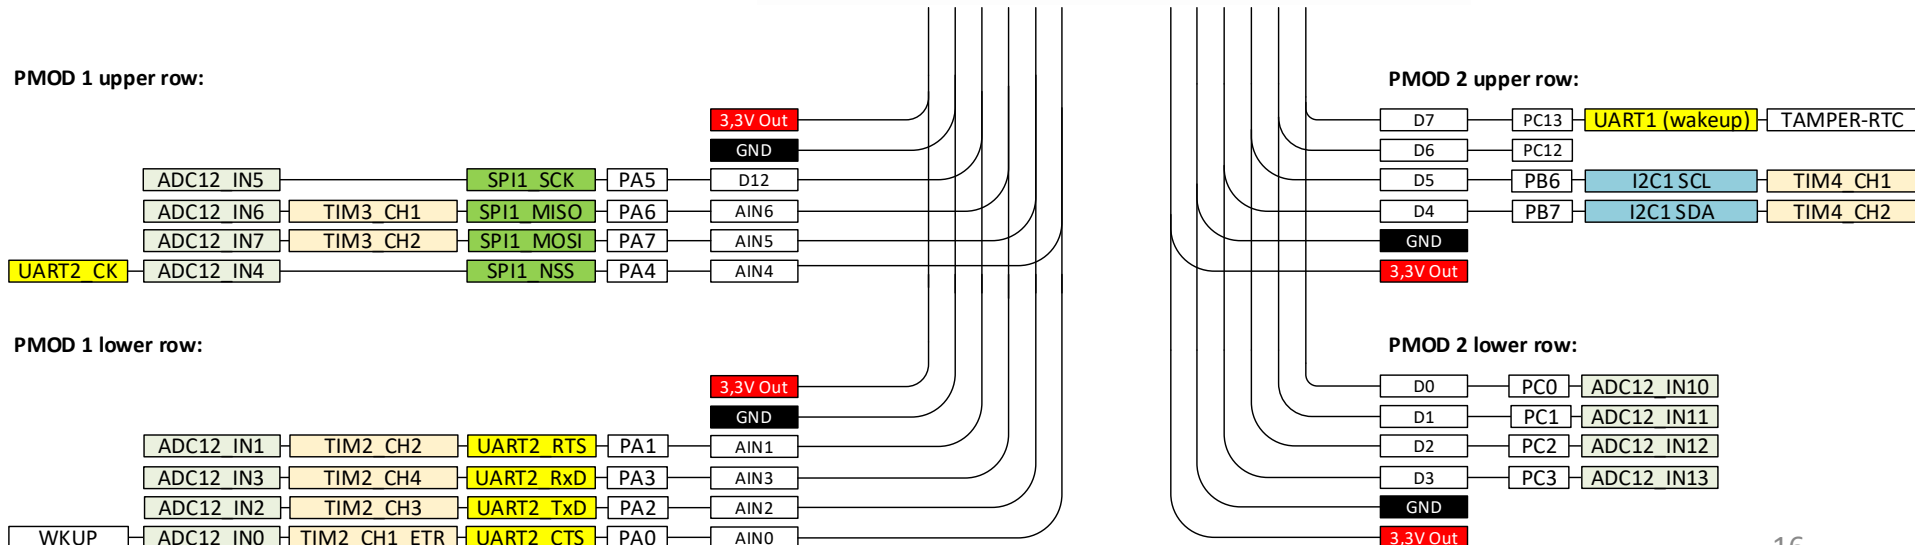 PMOD 1 upper row:
3,3V Out
GND
ADC12_IN5 SPI1_SCK PA5 D12
ADC12_IN6 TIM3_CH1 SPI1_MISO PA6 AIN6
ADC12_IN7 TIM3_CH2 SPI1_MOSI PA7 AIN5
UART2_CK ADC12_IN4 SPI1_NSS PA4 AIN4
PMOD 1 lower row:
3,3V Out
GND
ADC12_IN1 TIM2_CH2 UART2_RTS PA1 AIN1
ADC12_IN3 TIM2_CH4 UART2_RxD PA3 AIN3
ADC12_IN2 TIM2_CH3 UART2_TxD PA2 AIN2
WKUP ADC12_IN0 TIM2_CH1_ETR UART2_CTS PA0 AIN0
PMOD 2 upper row:
D7 PC13 UART1 (wakeup) TAMPER-RTC
D6 PC12
D5 PB6 I2C1 SCL TIM4_CH1
D4 PB7 I2C1 SDA TIM4_CH2
GND
3,3V Out
PMOD 2 lower row:
D0 PC0 ADC12_IN10
D1 PC1 ADC12_IN11
D2 PC2 ADC12_IN12
D3 PC3 ADC12_IN13
GND
3,3V Out
16